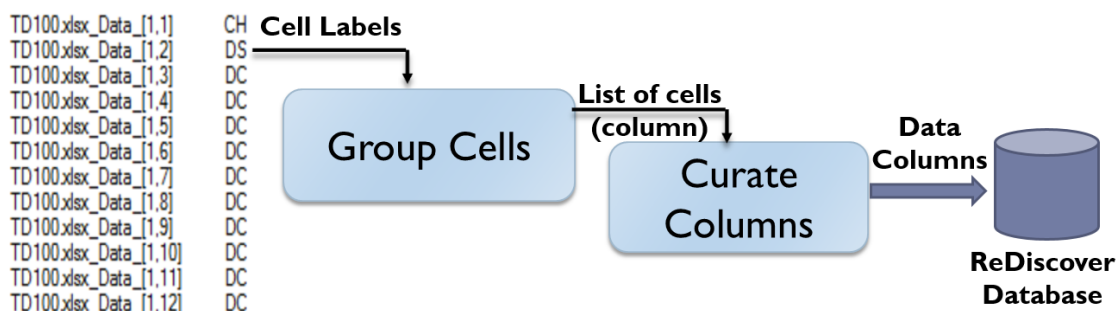 TD100.xlsx_Data_[1,1] CH
TD100.xlsx_Data_[1,2] DS
TD100.xlsx_Data_[1,3] DC
TD100.xlsx_Data_[1,4] DC
TD100.xlsx_Data_[1,5] DC
TD100.xlsx_Data_[1,6] DC
TD100.xlsx_Data_[1,7] DC
TD100.xlsx_Data_[1,8] DC
TD100.xlsx_Data_[1,9] DC
TD100.xlsx_Data_[1,10] DC
TD100.xlsx_Data_[1,11] DC
TD100.xlsx_Data_[1,12] DC
Cell Labels
Group Cells
List of cells
(column)
Curate
Columns
Data
Columns
ReDiscover
Database